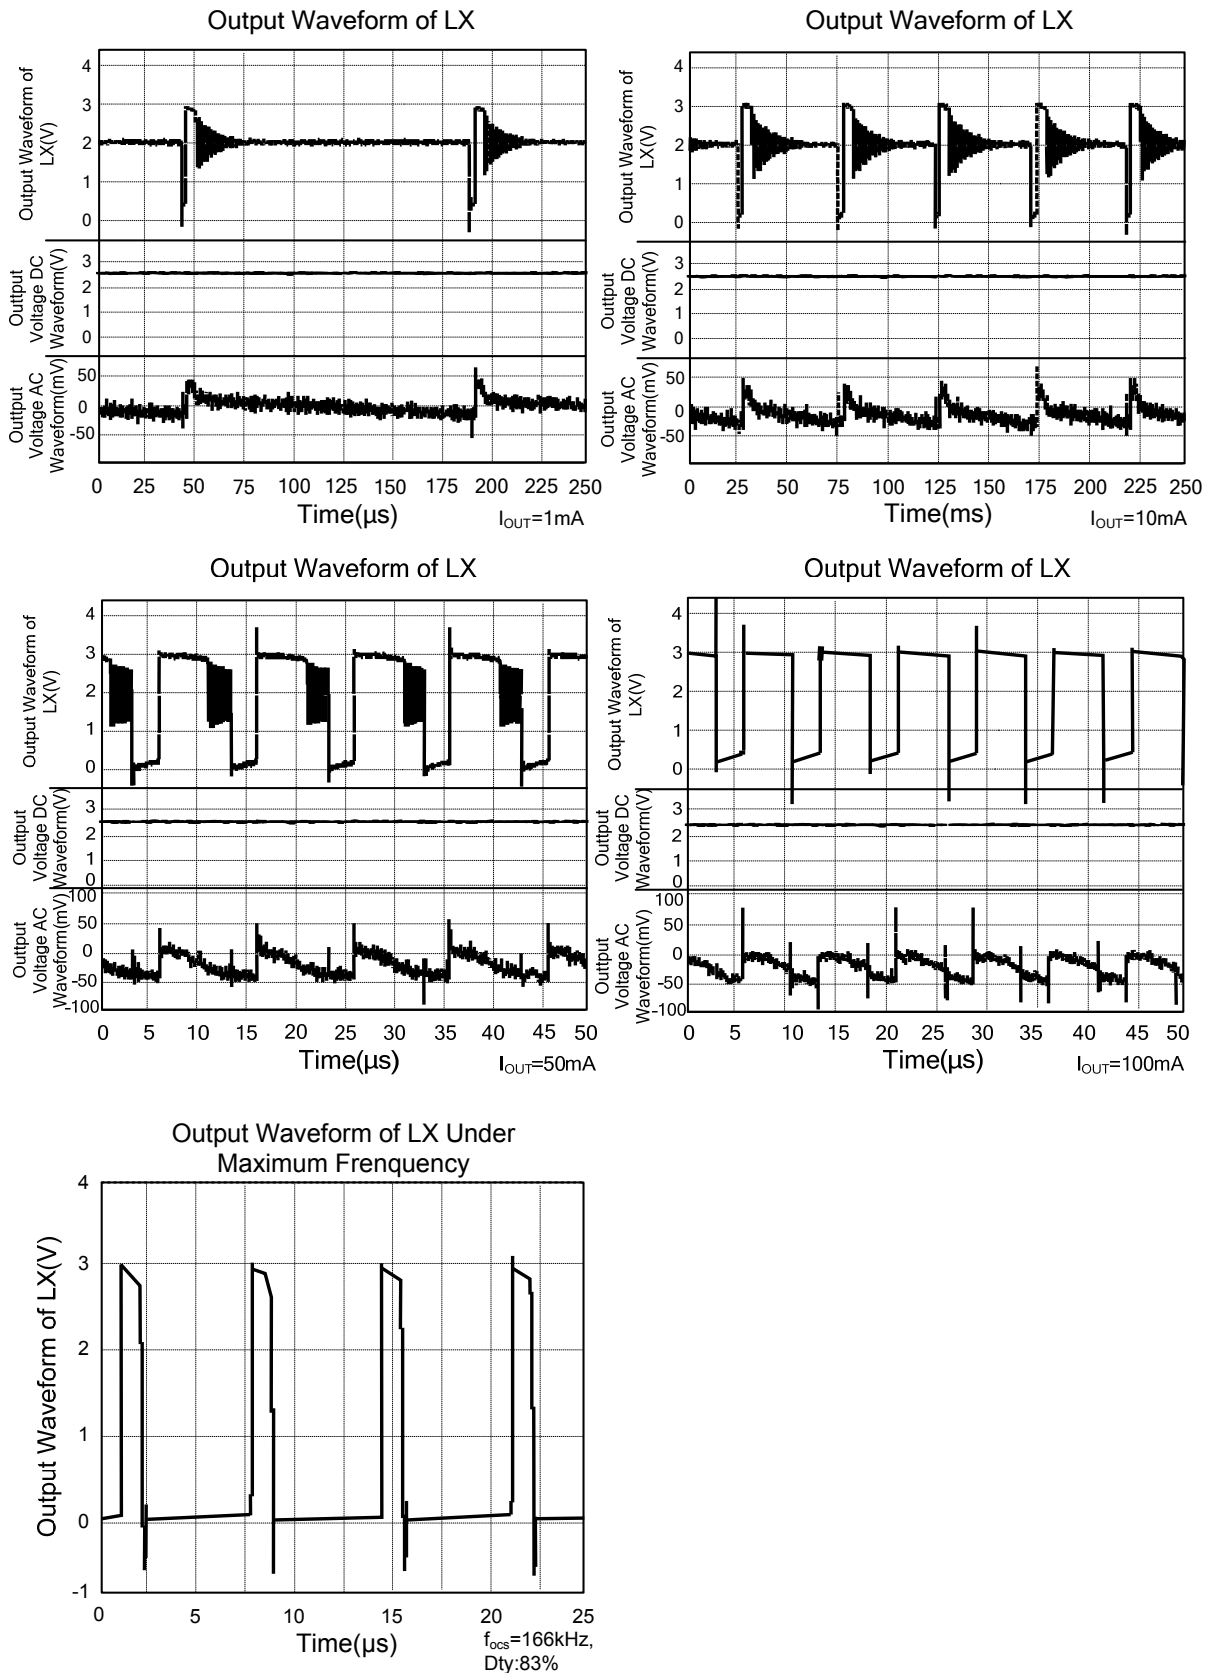 Output Waveform of LX
Output Waveform of
LX(V)
4
3
2
1
0
Outtput
Voltage DC
Waveform(V)
3
2
1
0
Outtput
Voltage AC
Waveform(mV)
50
0
-50
0 25 50 75 100 125 150 175 200 225 250
Time(μs)
IOUT=1mA
Output Waveform of LX
Output Waveform of
LX(V)
4
3
2
1
0
Outtput
Voltage DC
Waveform(V)
3
2
1
0
Outtput
Voltage AC
Waveform(mV)
50
0
-50
0 25 50 75 100 125 150 175 200 225 250
Time(ms)
IOUT=10mA
Output Waveform of LX
Output Waveform of
LX(V)
4
3
2
1
0
Outtput
Voltage DC
Waveform(V)
3
2
1
0
Outtput
Voltage AC
Waveform(mV)
100
50
0
-50
-100
0 5 10 15 20 25 30 35 40 45 50
Time(μs)
IOUT=50mA
Output Waveform of LX
Output Waveform of
LX(V)
4
3
2
1
0
Outtput
Voltage DC
Waveform(V)
3
2
1
0
Outtput
Voltage AC
Waveform(mV)
100
50
0
-50
-100
0 5 10 15 20 25 30 35 40 45 50
Time(μs)
IOUT=100mA
Output Waveform of LX Under
Maximum Frenquency
Output Waveform of LX(V)
4
3
2
1
0
-1
0 5 10 15 20 25
Time(μs)
focs=166kHz,
Dty:83%